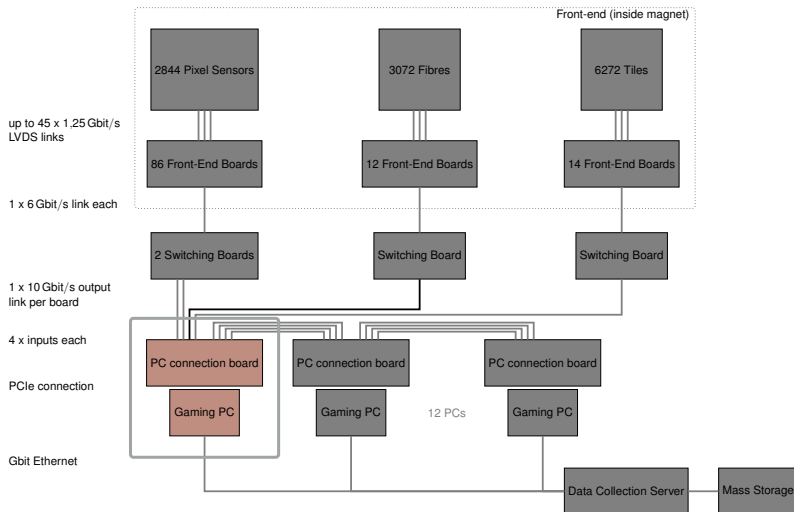 Front-end (inside magnet)
2844 Pixel Sensors
3072 Fibres
6272 Tiles
up to 45 x 1,25 Gbit/s
LVDS links
86 Front-End Boards
12 Front-End Boards
14 Front-End Boards
1 x 6 Gbit/s link each
2 Switching Boards
Switching Board
Switching Board
1 x 10 Gbit/s output
link per board
4 x inputs each
PC connection board
PC connection board
PC connection board
PCIe connection
Gaming PC
Gaming PC
12 PCs
Gaming PC
Gbit Ethernet
Data Collection Server
Mass Storage